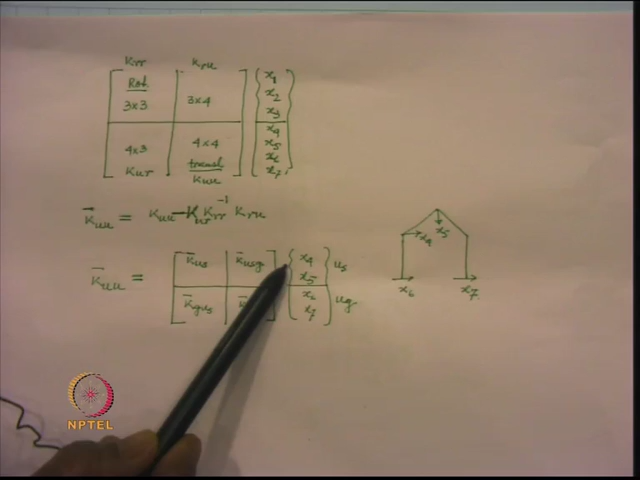 Krr Kru
Rot. x1
3x3 3x4 x2
x3
4x3 4x4 x4
x5
Kur transl x6
Kuu x7
K̄uu = Kuu - Kur Krr⁻¹ Kru
K̄uu = K̄us K̄usg x4 us
x5
K̄gus x6 ug
x7
x4 x5
x6 x7
NPTEL